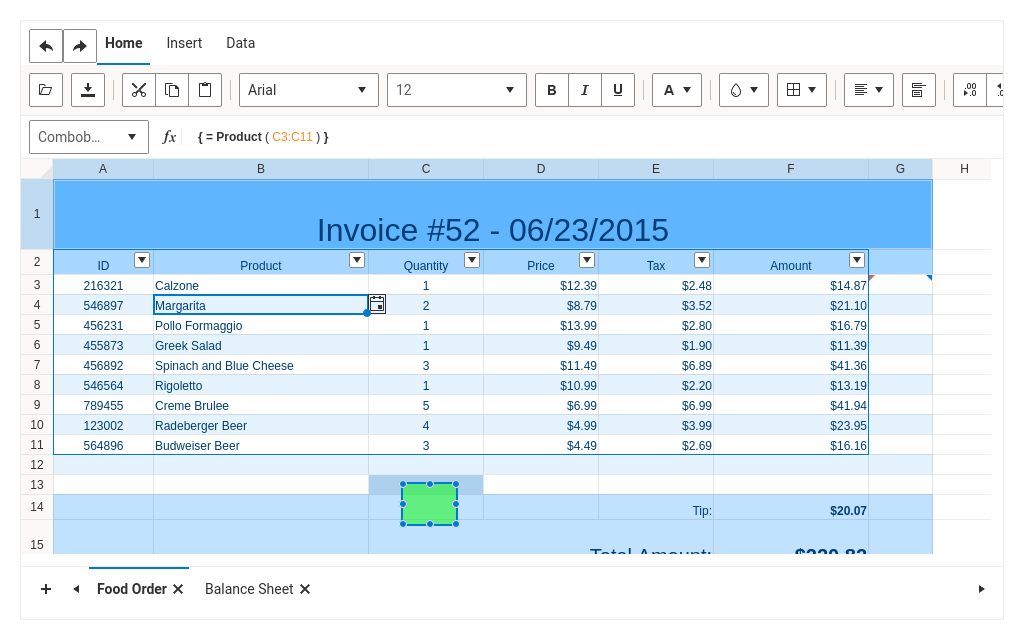 Home Insert Data
Arial 12 B I U A .00 .0
Combob... fx { = Product ( C3:C11 ) }
A B C D E F G H
1 Invoice #52 - 06/23/2015
2 ID Product Quantity Price Tax Amount
3 216321 Calzone 1 $12.39 $2.48 $14.87
4 546897 Margarita 2 $8.79 $3.52 $21.10
5 456231 Pollo Formaggio 1 $13.99 $2.80 $16.79
6 455873 Greek Salad 1 $9.49 $1.90 $11.39
7 456892 Spinach and Blue Cheese 3 $11.49 $6.89 $41.36
8 546564 Rigoletto 1 $10.99 $2.20 $13.19
9 789455 Creme Brulee 5 $6.99 $6.99 $41.94
10 123002 Radeberger Beer 4 $4.99 $3.99 $23.95
11 564896 Budweiser Beer 3 $4.49 $2.69 $16.16
12
13
14 Tip: $20.07
15 Total Amount: $220.82
Food Order Balance Sheet